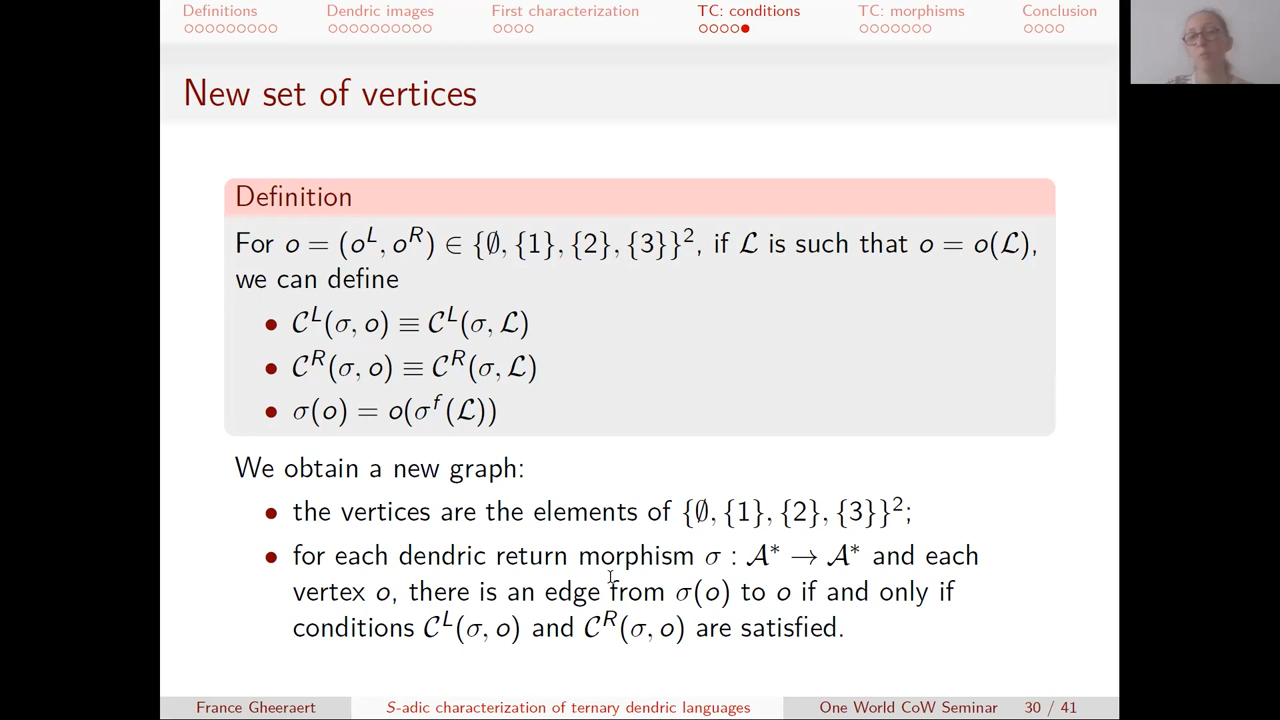 Definitions Dendric images First characterization TC: conditions TC: morphisms Conclusion
New set of vertices
Definition
For o = (o^L, o^R) ∈ {∅, {1}, {2}, {3}}², if ℒ is such that o = o(ℒ),
we can define
• 𝒞^L(σ, o) ≡ 𝒞^L(σ, ℒ)
• 𝒞^R(σ, o) ≡ 𝒞^R(σ, ℒ)
• σ(o) = o(σ^f(ℒ))
We obtain a new graph:
• the vertices are the elements of {∅, {1}, {2}, {3}}²;
• for each dendric return morphism σ : 𝒜* → 𝒜* and each
vertex o, there is an edge from σ(o) to o if and only if
conditions 𝒞^L(σ, o) and 𝒞^R(σ, o) are satisfied.
France Gheeraert S-adic characterization of ternary dendric languages One World CoW Seminar 30 / 41